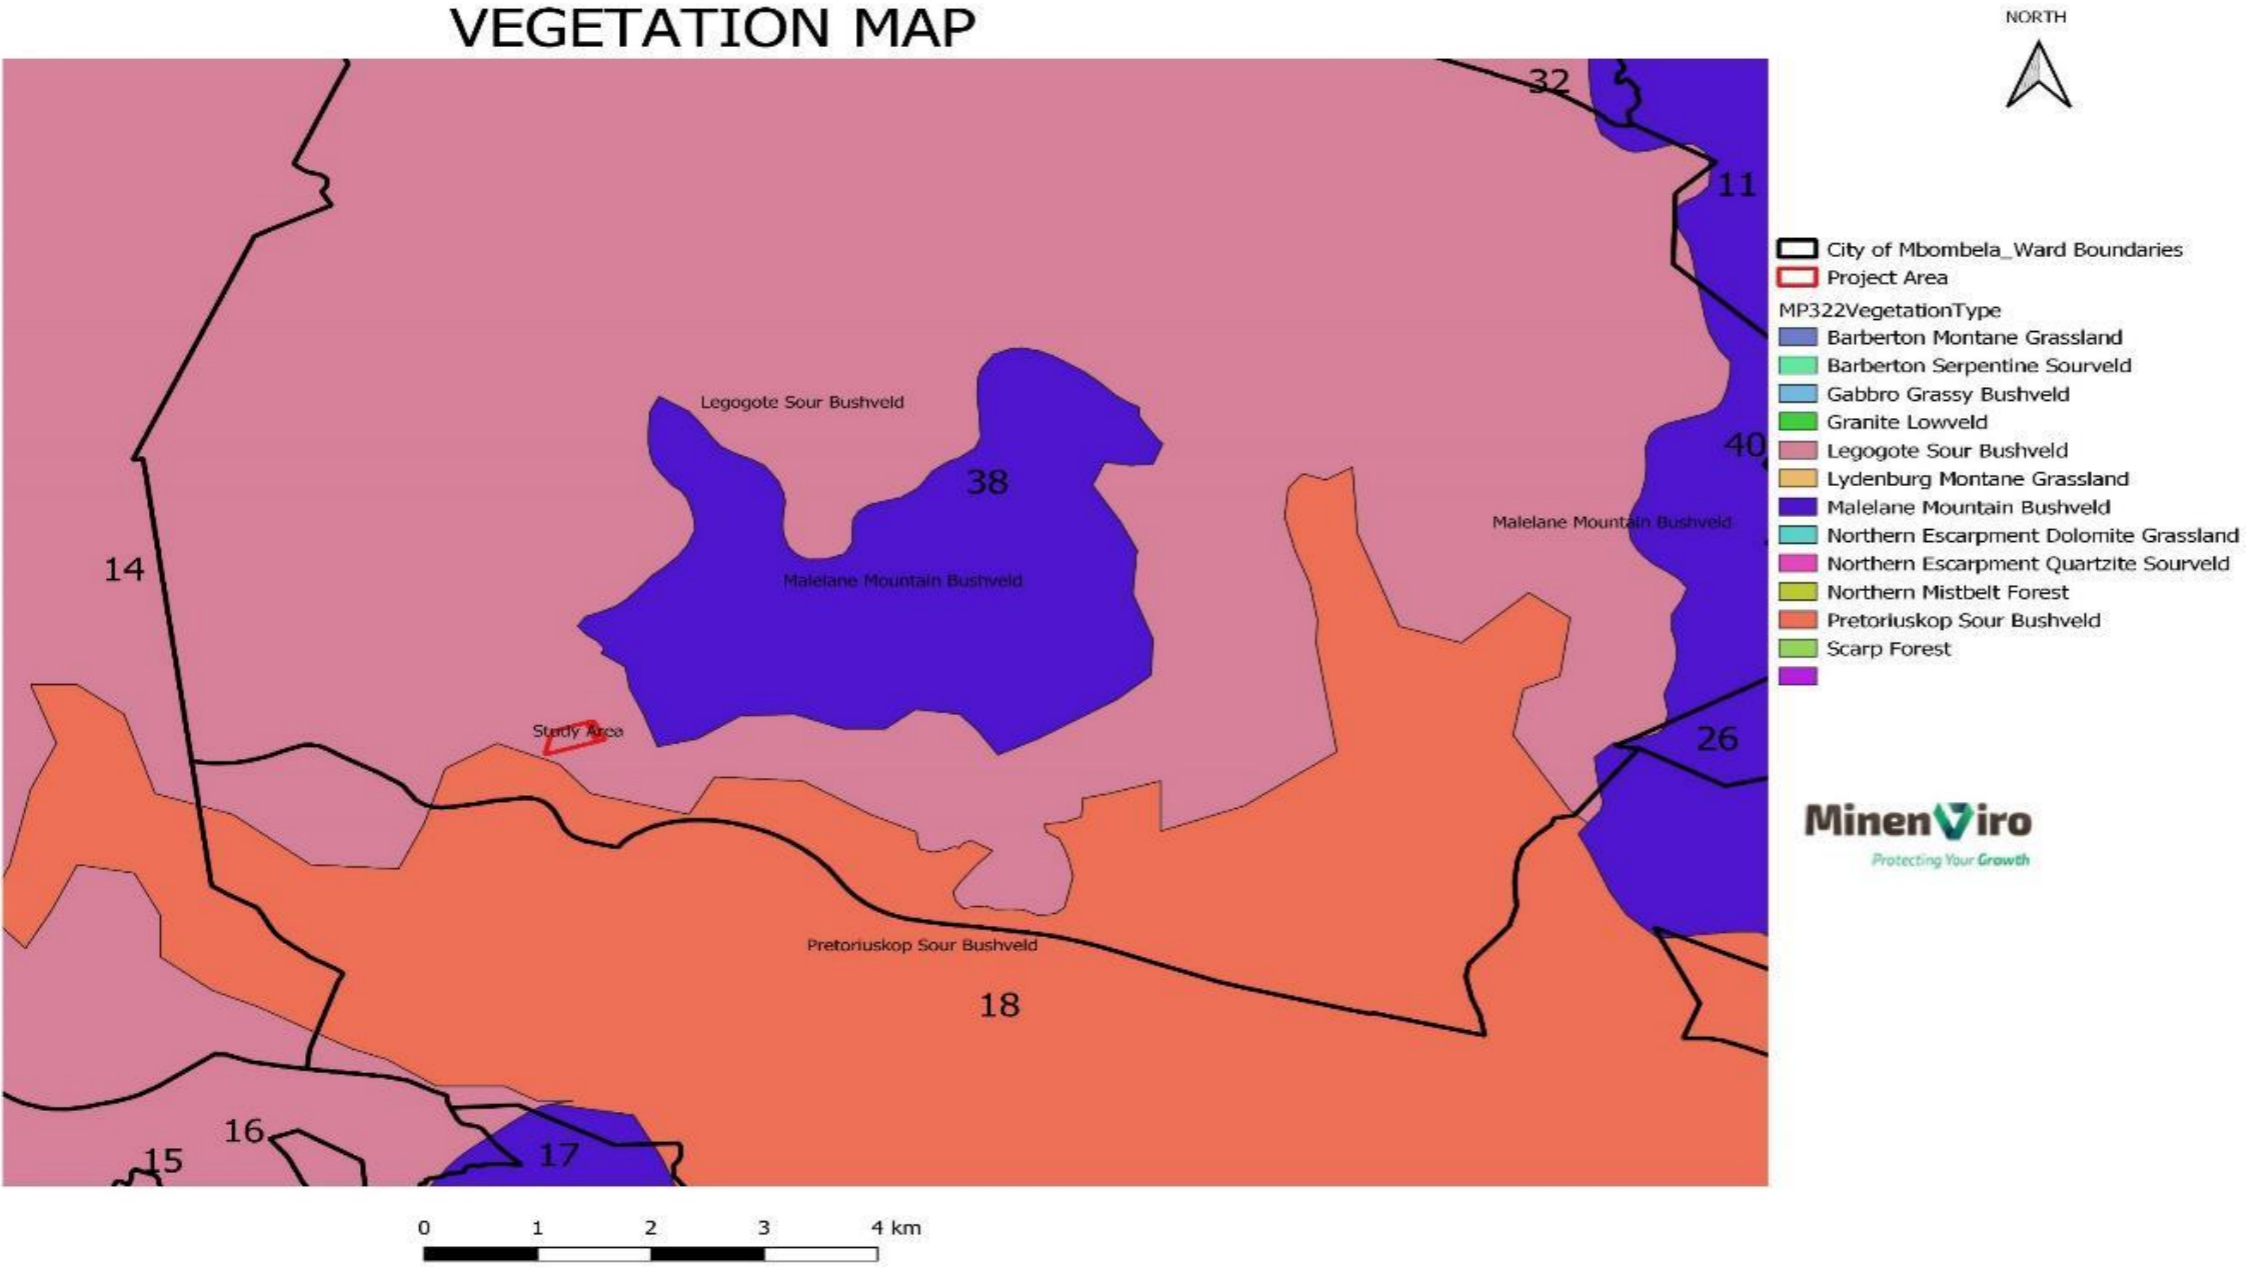 VEGETATION MAP
NORTH
32
11
City of Mbombela_Ward Boundaries
Project Area
MP322VegetationType
Barberton Montane Grassland
Barberton Serpentine Sourveld
Gabbro Grassy Bushveld
Granite Lowveld
Legogote Sour Bushveld
Lydenburg Montane Grassland
Malelane Mountain Bushveld
Northern Escarpment Dolomite Grassland
Northern Escarpment Quartzite Sourveld
Northern Mistbelt Forest
Pretoriuskop Sour Bushveld
Scarp Forest
Legogote Sour Bushveld
40
38
Malelane Mountain Bushveld
14
Malelane Mountain Bushveld
Study Area
26
MinenViro
Protecting Your Growth
Pretoriuskop Sour Bushveld
18
16
15
17
0 1 2 3 4 km